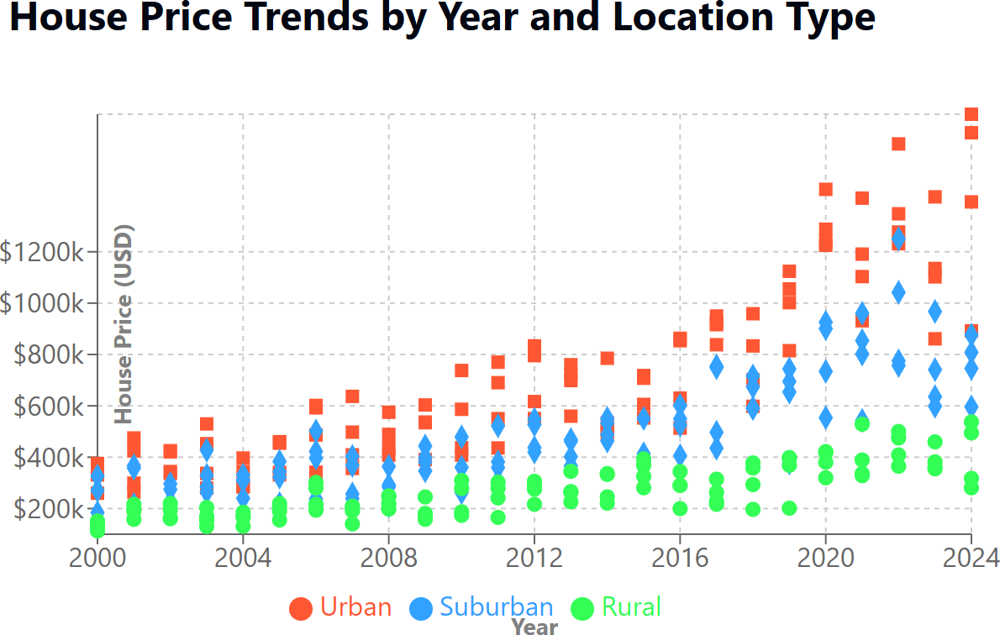 House Price Trends by Year and Location Type
$1200k
$1000k
$800k
$600k
$400k
$200k
House Price (USD)
2000 2004 2008 2012 2016 2020 2024
Urban Suburban Rural
Year